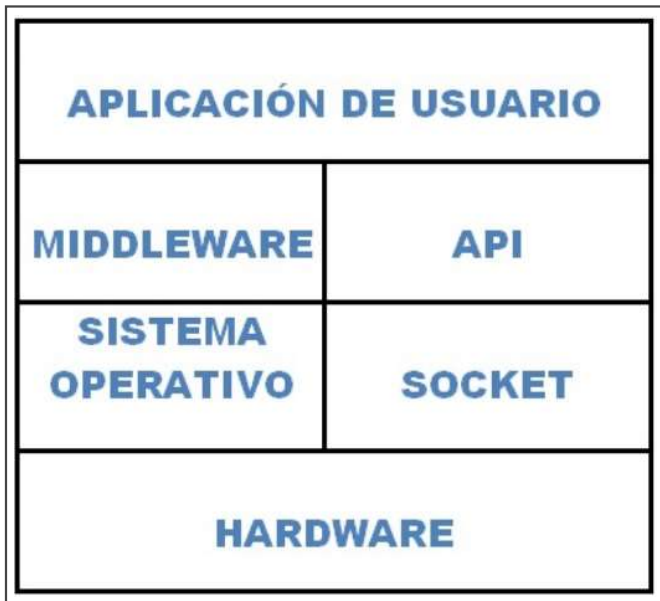 APLICACIÓN DE USUARIO
MIDDLEWARE
API
SISTEMA
OPERATIVO
SOCKET
HARDWARE